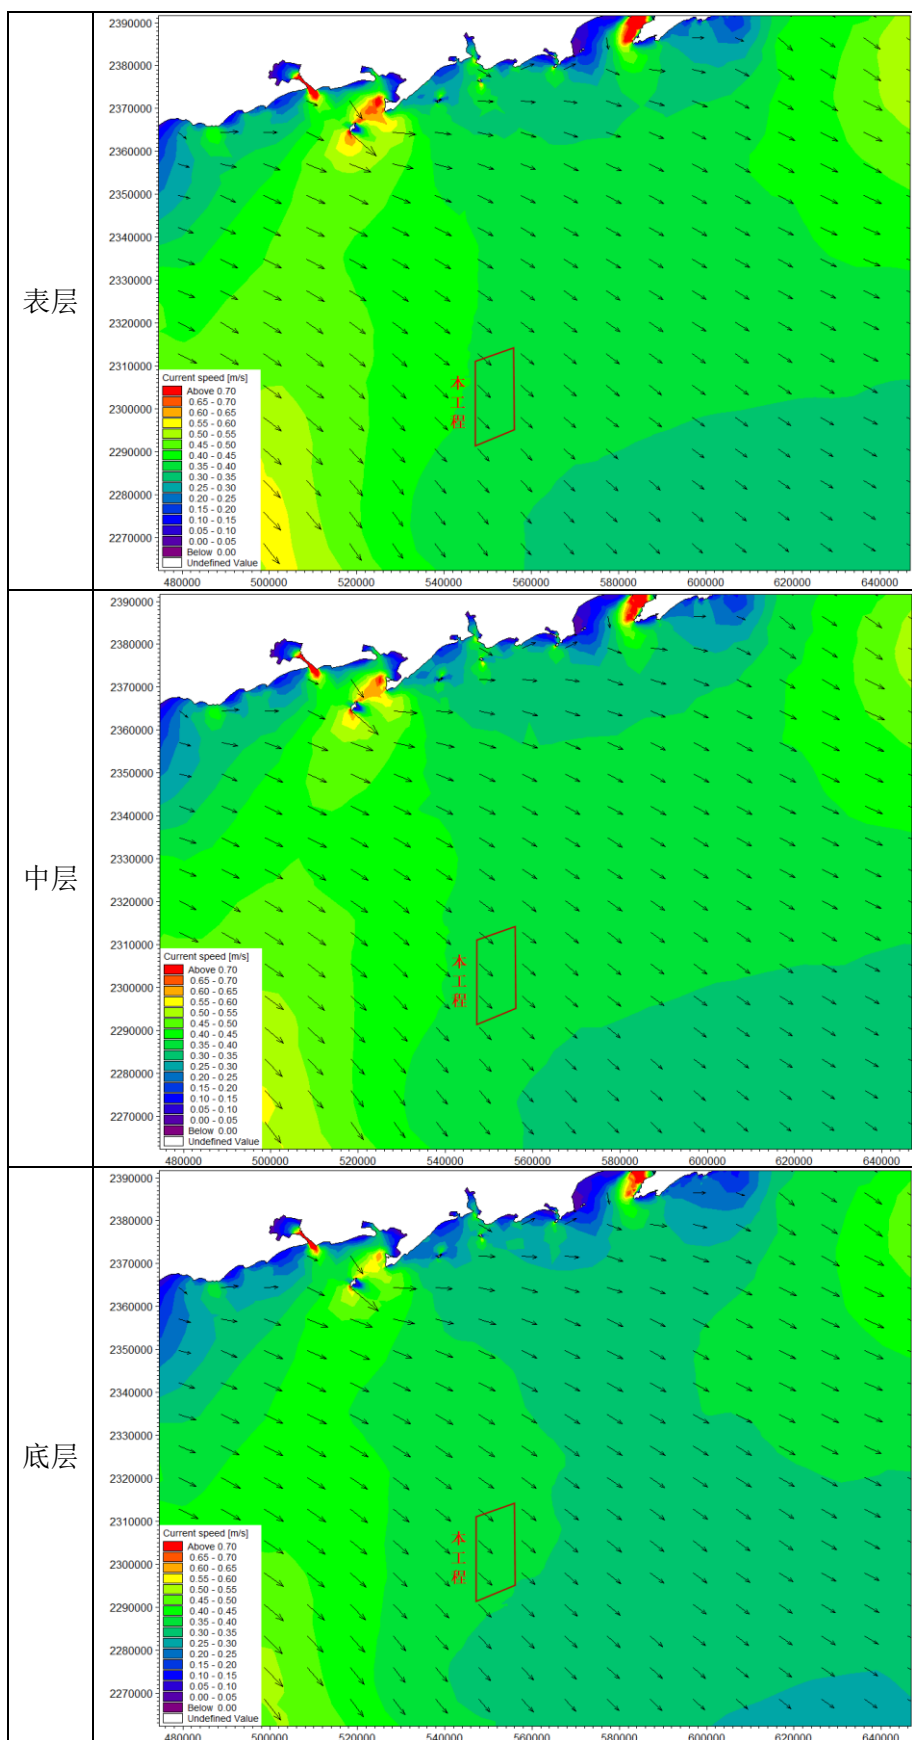 表层
2390000
2380000
2370000
2360000
2350000
2340000
2330000
2320000
2310000
2300000
2290000
2280000
2270000
本
工
程
Current speed [m/s]
Above 0.70
0.65 - 0.70
0.60 - 0.65
0.55 - 0.60
0.50 - 0.55
0.45 - 0.50
0.40 - 0.45
0.35 - 0.40
0.30 - 0.35
0.25 - 0.30
0.20 - 0.25
0.15 - 0.20
0.10 - 0.15
0.05 - 0.10
0.00 - 0.05
Below 0.00
Undefined Value
480000 500000 520000 540000 560000 580000 600000 620000 640000
中层
2390000
2380000
2370000
2360000
2350000
2340000
2330000
2320000
2310000
2300000
2290000
2280000
2270000
本
工
程
Current speed [m/s]
Above 0.70
0.65 - 0.70
0.60 - 0.65
0.55 - 0.60
0.50 - 0.55
0.45 - 0.50
0.40 - 0.45
0.35 - 0.40
0.30 - 0.35
0.25 - 0.30
0.20 - 0.25
0.15 - 0.20
0.10 - 0.15
0.05 - 0.10
0.00 - 0.05
Below 0.00
Undefined Value
480000 500000 520000 540000 560000 580000 600000 620000 640000
底层
2390000
2380000
2370000
2360000
2350000
2340000
2330000
2320000
2310000
2300000
2290000
2280000
2270000
本
工
程
Current speed [m/s]
Above 0.70
0.65 - 0.70
0.60 - 0.65
0.55 - 0.60
0.50 - 0.55
0.45 - 0.50
0.40 - 0.45
0.35 - 0.40
0.30 - 0.35
0.25 - 0.30
0.20 - 0.25
0.15 - 0.20
0.10 - 0.15
0.05 - 0.10
0.00 - 0.05
Below 0.00
Undefined Value
480000 500000 520000 540000 560000 580000 600000 620000 640000